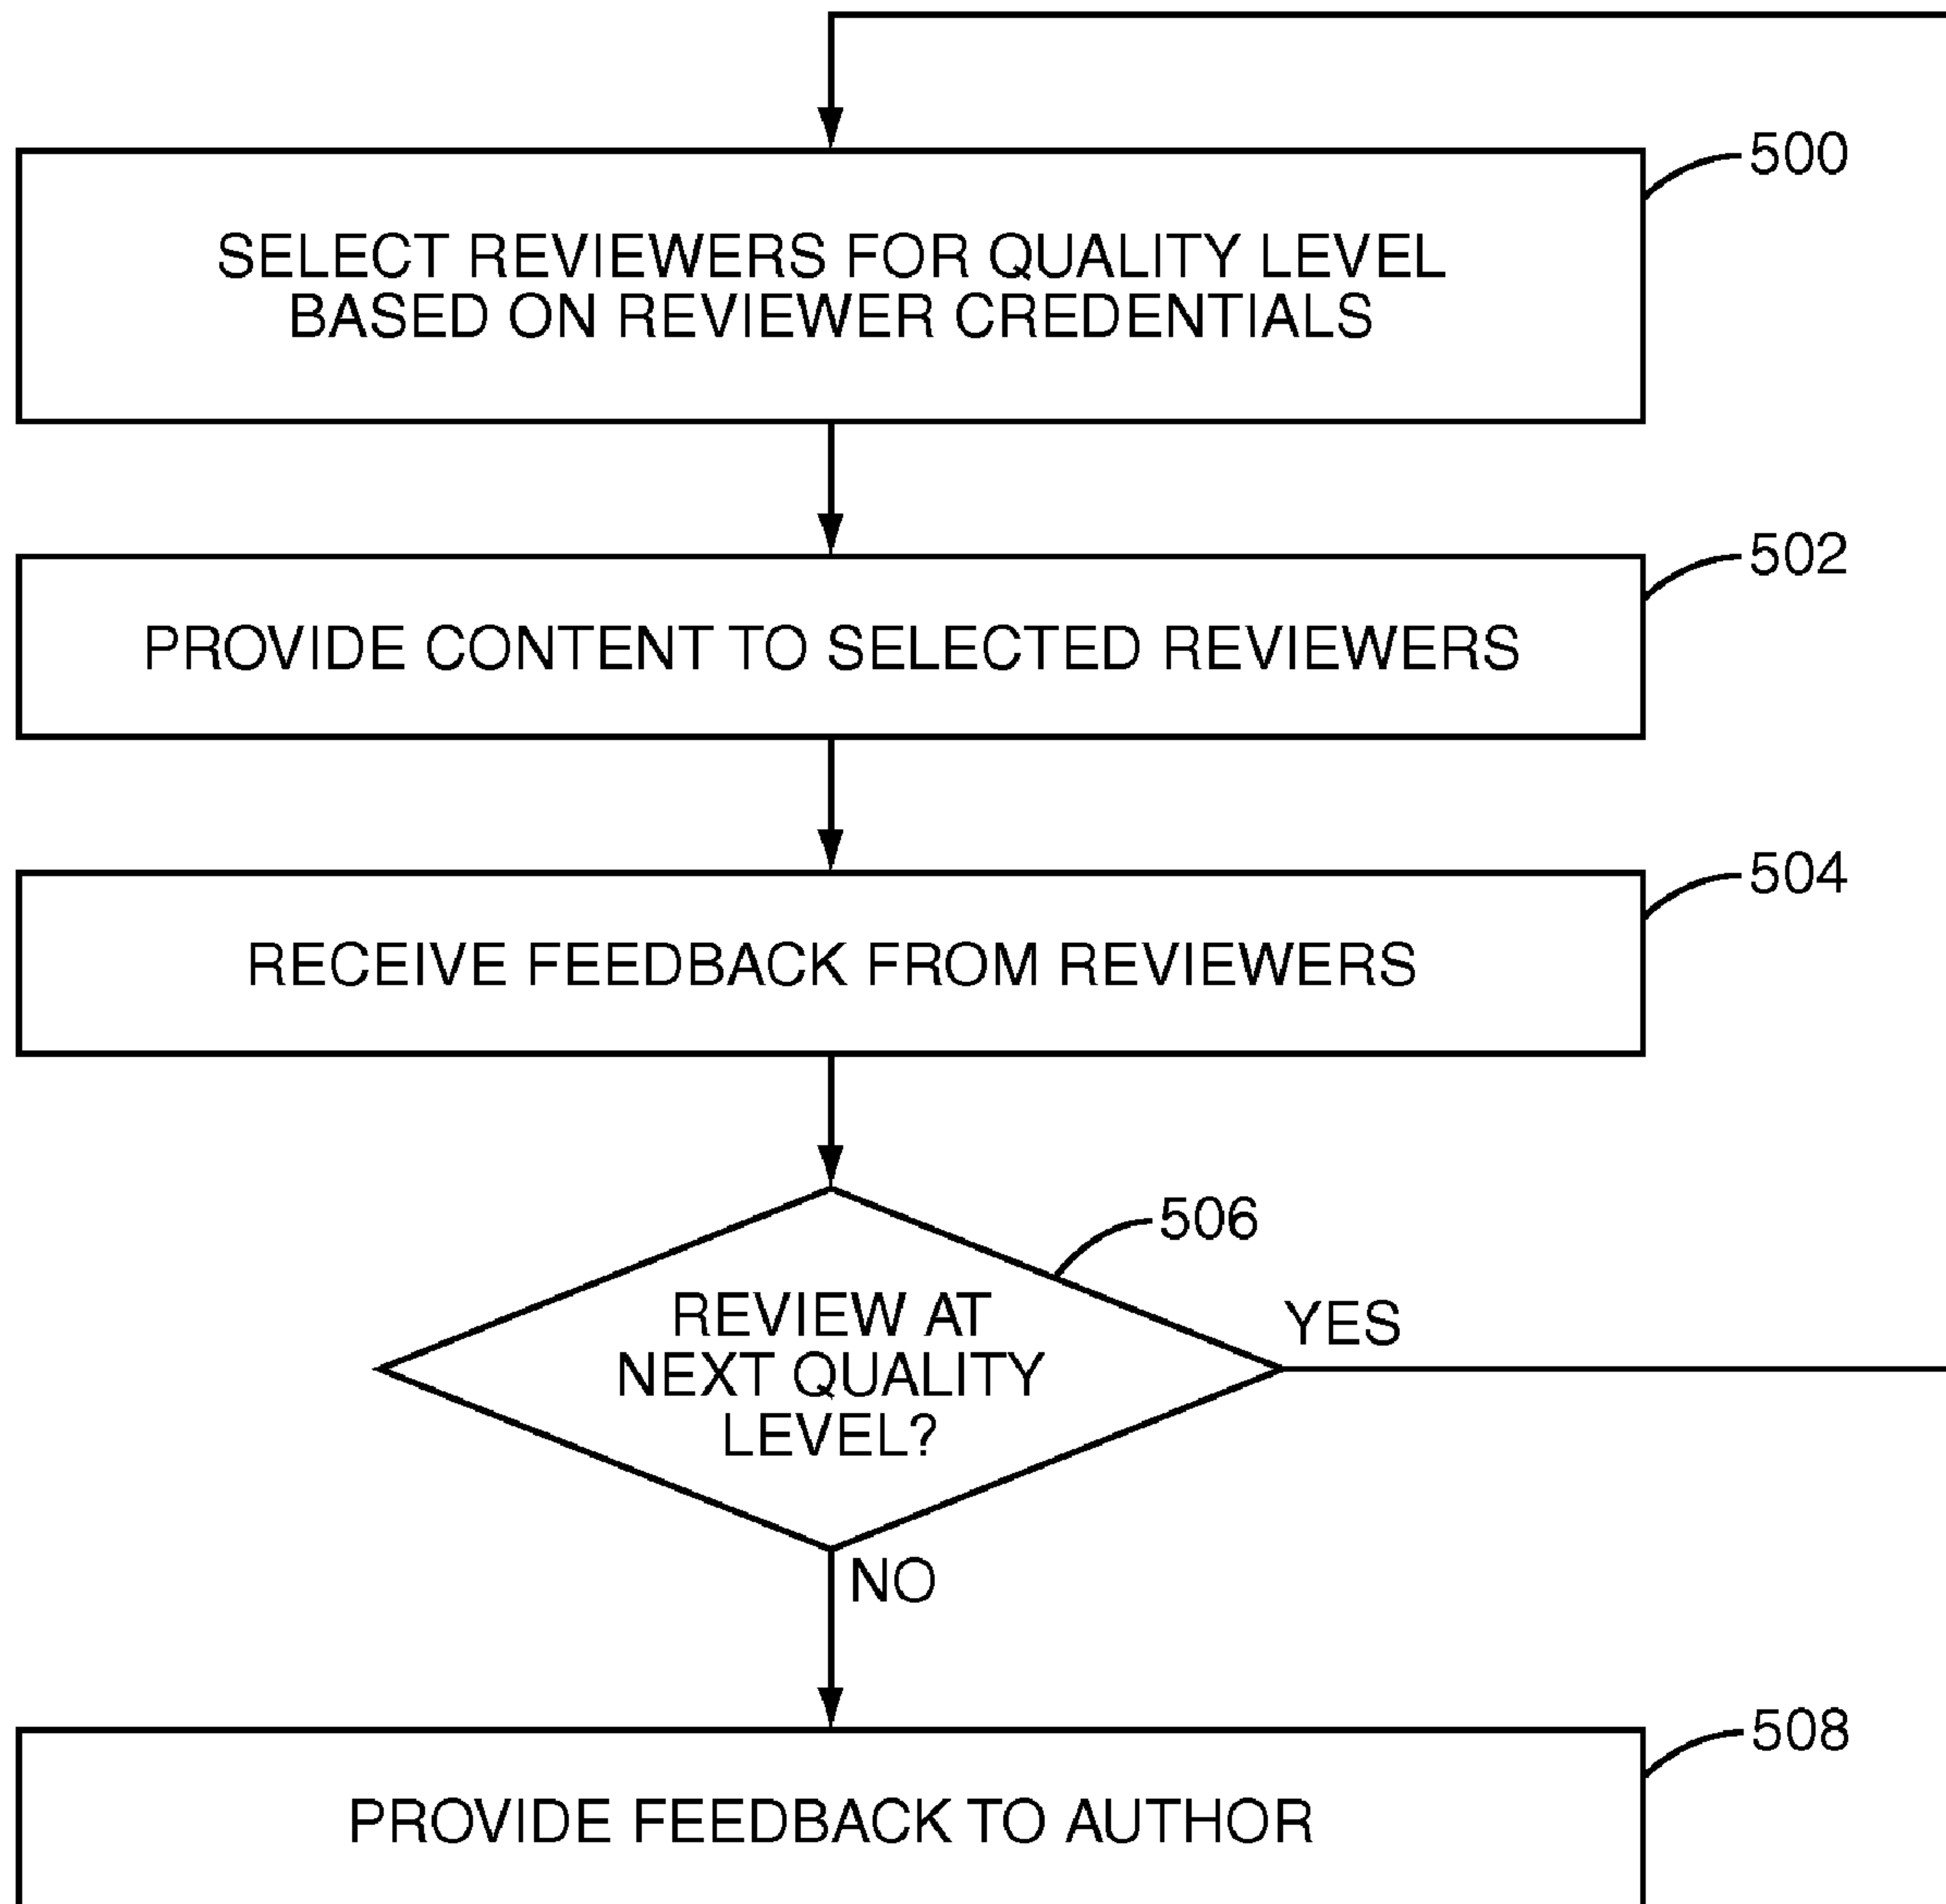 500
SELECT REVIEWERS FOR QUALITY LEVEL
BASED ON REVIEWER CREDENTIALS
502
PROVIDE CONTENT TO SELECTED REVIEWERS
504
RECEIVE FEEDBACK FROM REVIEWERS
506
REVIEW AT
NEXT QUALITY
LEVEL?
YES
NO
508
PROVIDE FEEDBACK TO AUTHOR